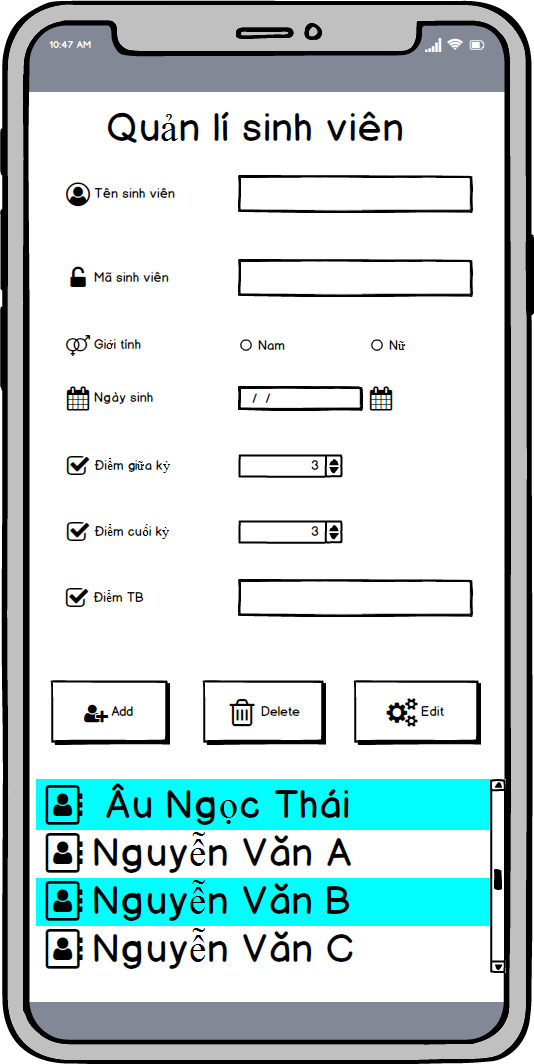 10:47 AM
Quản lí sinh viên
Tên sinh viên
Mã sinh viên
Giới tính Nam Nữ
Ngày sinh / /
Điểm giữa kỳ 3
Điểm cuối kỳ 3
Điểm TB
Add Delete Edit
Âu Ngọc Thái
Nguyễn Văn A
Nguyễn Văn B
Nguyễn Văn C